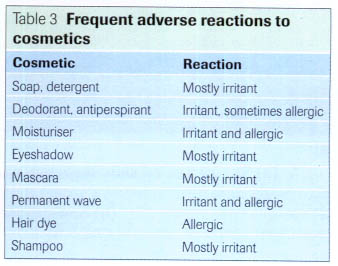 Table 3 Frequent adverse reactions to
cosmetics
Cosmetic Reaction
Soap, detergent Mostly irritant
Deodorant, antiperspirant Irritant, sometimes allergic
Moisturiser Irritant and allergic
Eyeshadow Mostly irritant
Mascara Mostly irritant
Permanent wave Irritant and allergic
Hair dye Allergic
Shampoo Mostly irritant